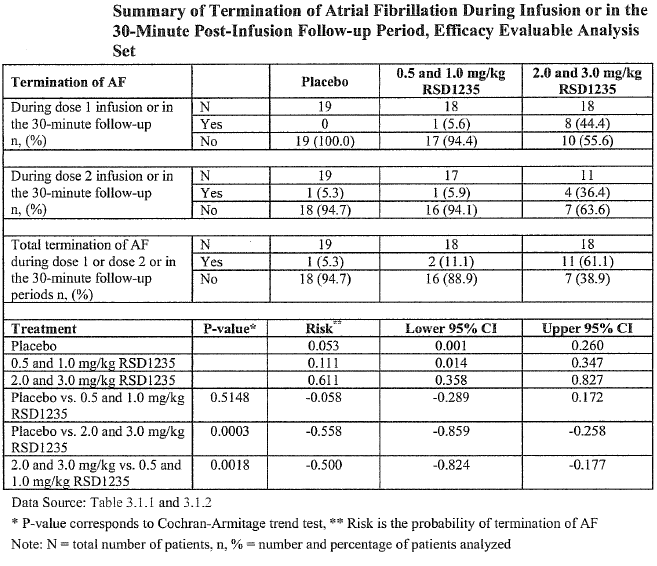 Summary of Termination of Atrial Fibrillation During Infusion or in the
30-Minute Post-Infusion Follow-up Period, Efficacy Evaluable Analysis
Set
Termination of AF Placebo 0.5 and 1.0 mg/kg RSD1235 2.0 and 3.0 mg/kg RSD1235
During dose 1 infusion or in N 19 18 18
the 30-minute follow-up Yes 0 1 (5.6) 8 (44.4)
n, (%) No 19 (100.0) 17 (94.4) 10 (55.6)
During dose 2 infusion or in N 19 17 11
the 30-minute follow-up Yes 1 (5.3) 1 (5.9) 4 (36.4)
n, (%) No 18 (94.7) 16 (94.1) 7 (63.6)
Total termination of AF N 19 18 18
during dose 1 or dose 2 or in Yes 1 (5.3) 2 (11.1) 11 (61.1)
the 30-minute follow-up No 18 (94.7) 16 (88.9) 7 (38.9)
periods n, (%)
Treatment P-value* Risk** Lower 95% CI Upper 95% CI
Placebo 0.053 0.001 0.260
0.5 and 1.0 mg/kg RSD1235 0.111 0.014 0.347
2.0 and 3.0 mg/kg RSD1235 0.611 0.358 0.827
Placebo vs. 0.5 and 1.0 mg/kg 0.5148 -0.058 -0.289 0.172
RSD1235
Placebo vs. 2.0 and 3.0 mg/kg 0.0003 -0.558 -0.859 -0.258
RSD1235
2.0 and 3.0 mg/kg vs. 0.5 and 0.0018 -0.500 -0.824 -0.177
1.0 mg/kg RSD1235
Data Source: Table 3.1.1 and 3.1.2
* P-value corresponds to Cochran-Armitage trend test, ** Risk is the probability of termination of AF
Note: N = total number of patients, n, % = number and percentage of patients analyzed